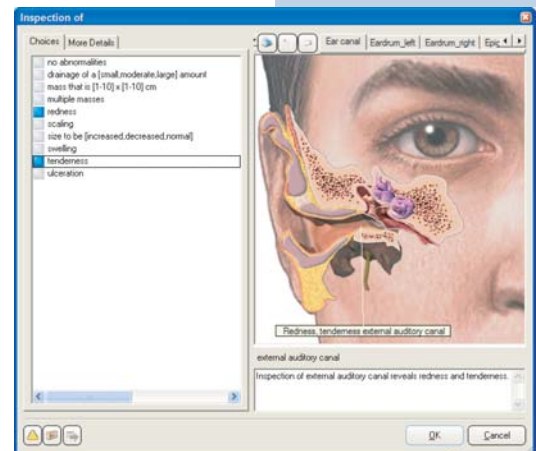 Inspection of
Choices
More Details
no abnormalities
drainage of a [small,moderate,large] amount
mass that is [1-10] x [1-10] cm
multiple masses
redness
scaling
size to be [increased,decreased,normal]
swelling
tenderness
ulceration
Ear canal
Eardrum_left
Eardrum_right
Epig
Redness, tenderness external auditory canal
external auditory canal
Inspection of external auditory canal reveals redness and tenderness.
OK
Cancel